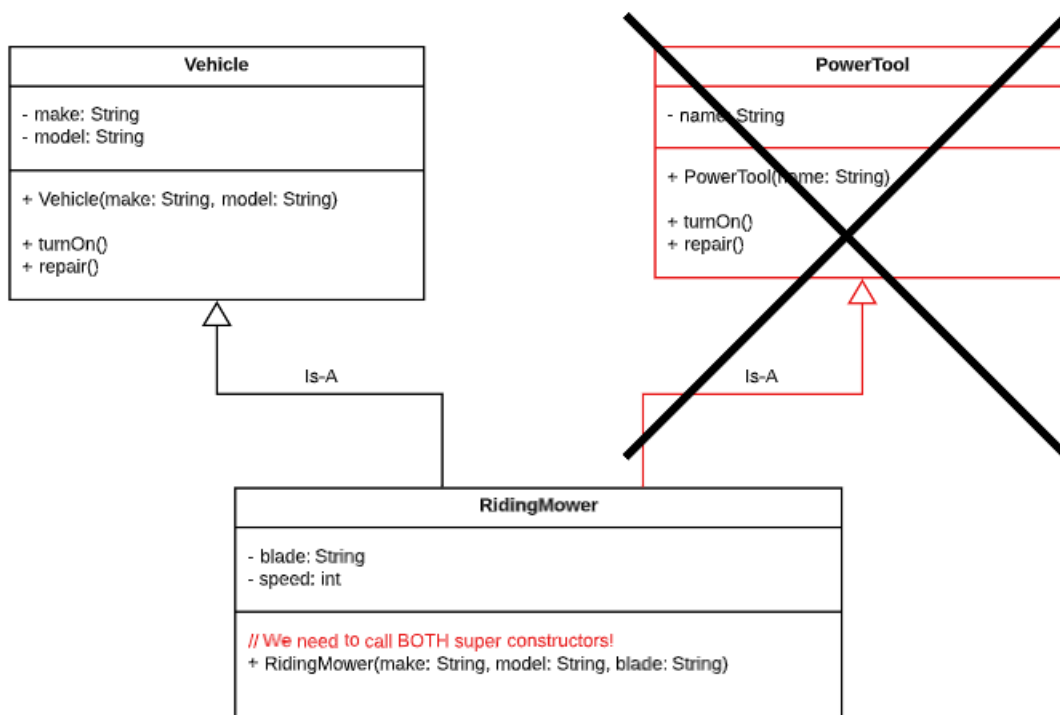 Vehicle
- make: String
- model: String
+ Vehicle(make: String, model: String)
+ turnOn()
+ repair()
PowerTool
- name: String
+ PowerTool(name: String)
+ turnOn()
+ repair()
Is-A
Is-A
RidingMower
- blade: String
- speed: int
// We need to call BOTH super constructors!
+ RidingMower(make: String, model: String, blade: String)